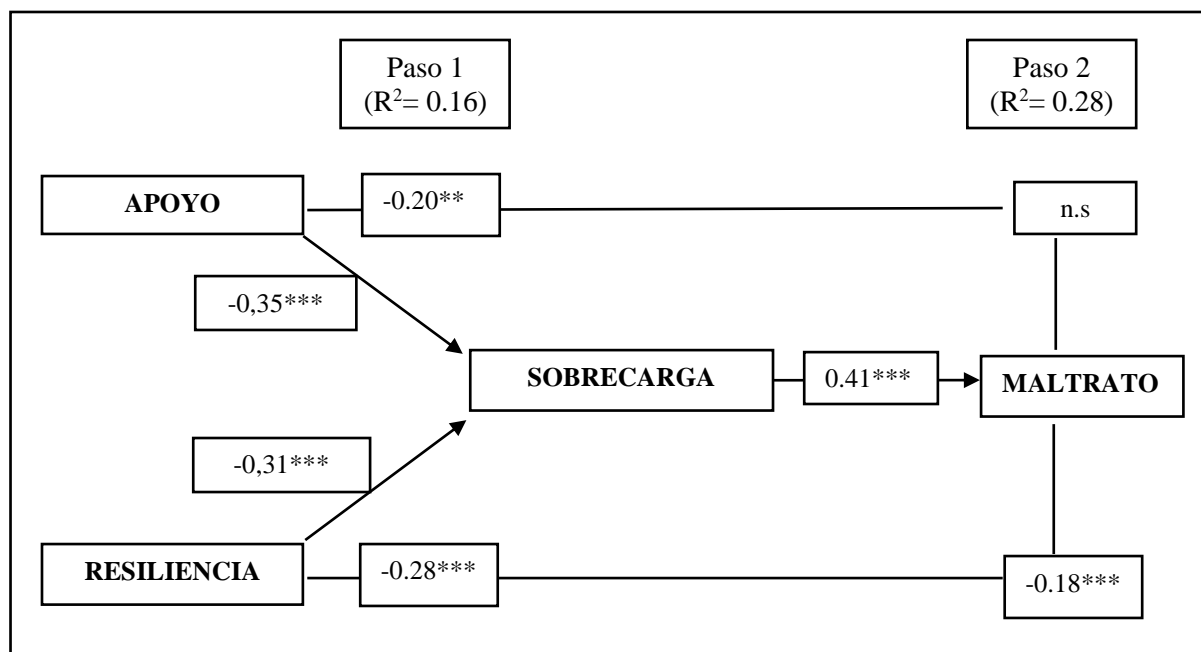 Paso 1
(R²= 0.16)
Paso 2
(R²= 0.28)
APOYO
-0.20**
n.s
-0,35***
SOBRECARGA
0.41***
MALTRATO
-0,31***
RESILIENCIA
-0.28***
-0.18***